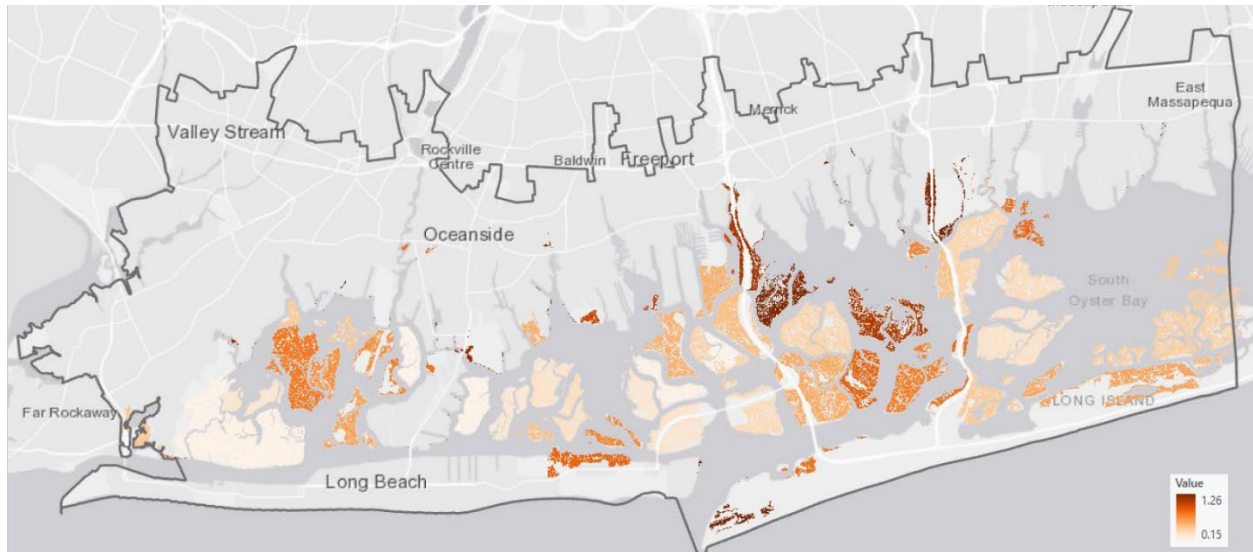 Massapequa
East
Massapequa
Merrick
Valley Stream
Rockville
Centre
Baldwin
Freeport
Oceanside
South
Oyster Bay
Far Rockaway
LONG ISLAND
Long Beach
Value
1.26
0.15